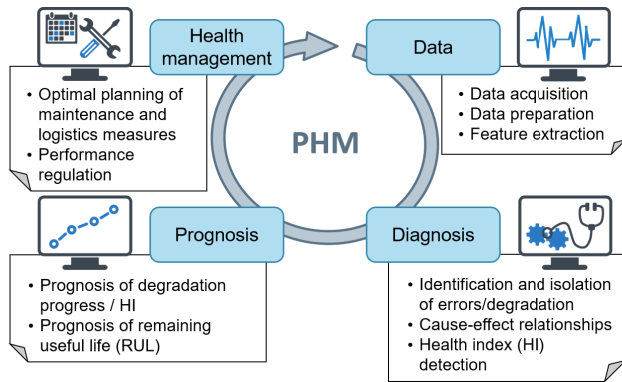 Health
management
• Optimal planning of
maintenance and
logistics measures
• Performance
regulation
Data
• Data acquisition
• Data preparation
• Feature extraction
PHM
Prognosis
• Prognosis of degradation
progress / HI
• Prognosis of remaining
useful life (RUL)
Diagnosis
• Identification and isolation
of errors/degradation
• Cause-effect relationships
• Health index (HI)
detection